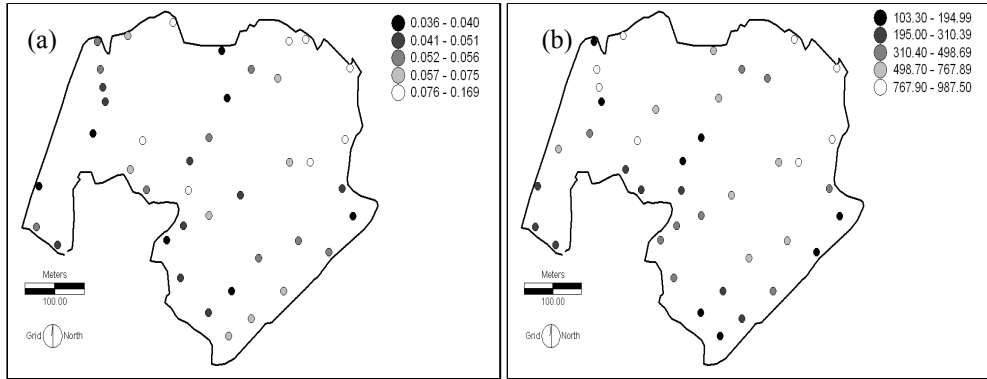 (a)
0.036 - 0.040
0.041 - 0.051
0.052 - 0.056
0.057 - 0.075
0.076 - 0.169
Meters
100.00
Grid North
(b)
103.30 - 194.99
195.00 - 310.39
310.40 - 498.69
498.70 - 767.89
767.90 - 987.50
Meters
100.00
Grid North